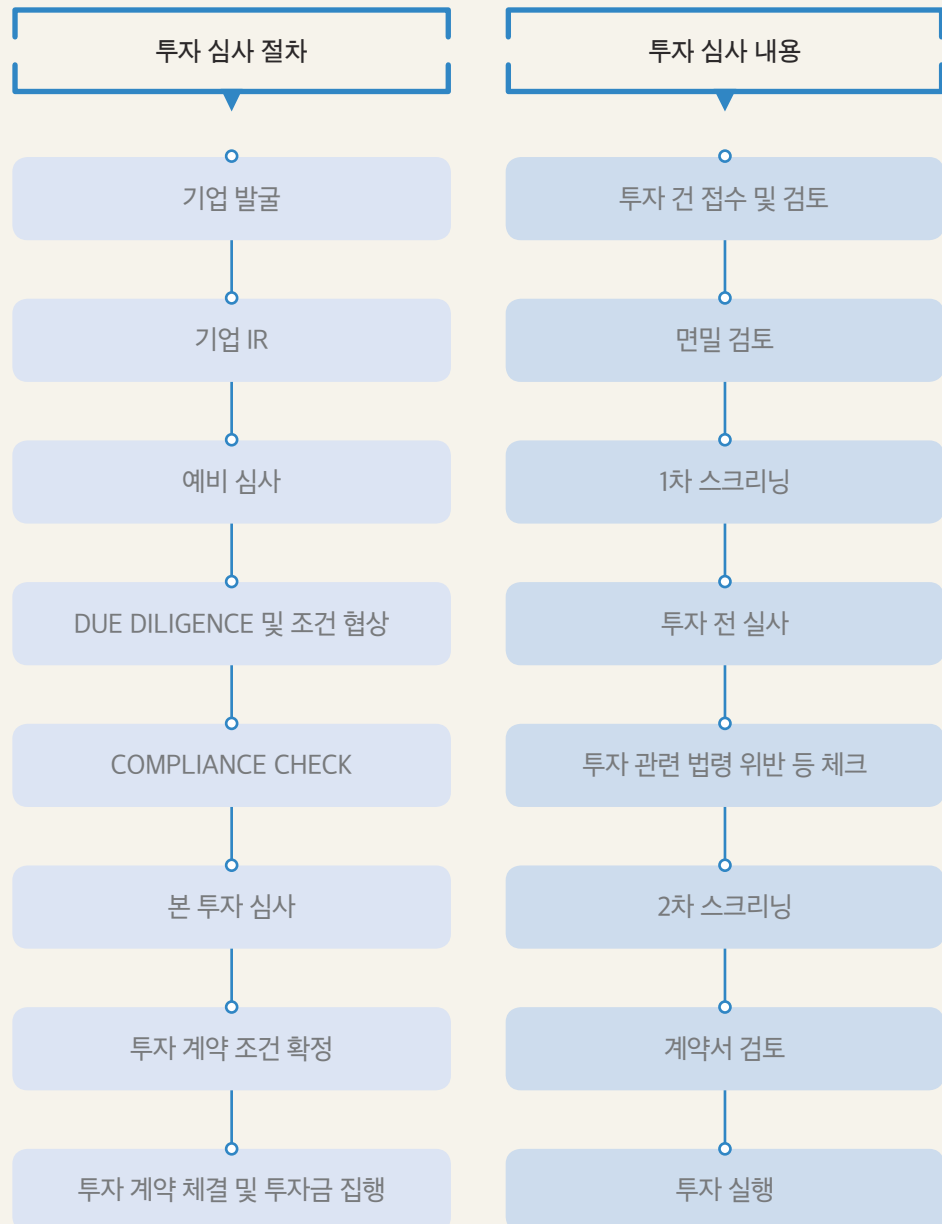 투자 심사 절차
투자 심사 내용
기업 발굴
투자 건 접수 및 검토
기업 IR
면밀 검토
예비 심사
1차 스크리닝
DUE DILIGENCE 및 조건 협상
투자 전 실사
COMPLIANCE CHECK
투자 관련 법령 위반 등 체크
본 투자 심사
2차 스크리닝
투자 계약 조건 확정
계약서 검토
투자 계약 체결 및 투자금 집행
투자 실행